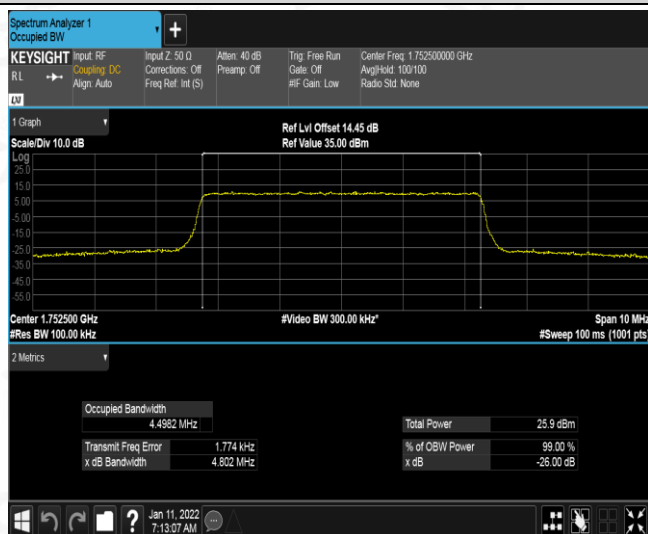 Spectrum Analyzer 1
Occupied BW
+
KEYSIGHT
RL
LXI
Input: RF
Coupling: DC
Align: Auto
Input Z: 50 Ω
Corrections: Off
Freq Ref: Int (S)
Atten: 40 dB
Preamp: Off
Trig: Free Run
Gate: Off
#IF Gain: Low
Center Freq: 1.752500000 GHz
Avg|Hold: 100/100
Radio Std: None
1 Graph
Scale/Div 10.0 dB
Ref Lvl Offset 14.45 dB
Ref Value 35.00 dBm
Log
25.0
15.0
5.00
-5.00
-15.0
-25.0
-35.0
-45.0
-55.0
Center 1.752500 GHz
#Video BW 300.00 kHz*
Span 10 MHz
#Res BW 100.00 kHz
#Sweep 100 ms (1001 pts)
2 Metrics
Occupied Bandwidth
4.4982 MHz
Total Power 25.9 dBm
Transmit Freq Error 1.774 kHz
% of OBW Power 99.00 %
x dB Bandwidth 4.802 MHz
x dB -26.00 dB
?
Jan 11, 2022
7:13:07 AM